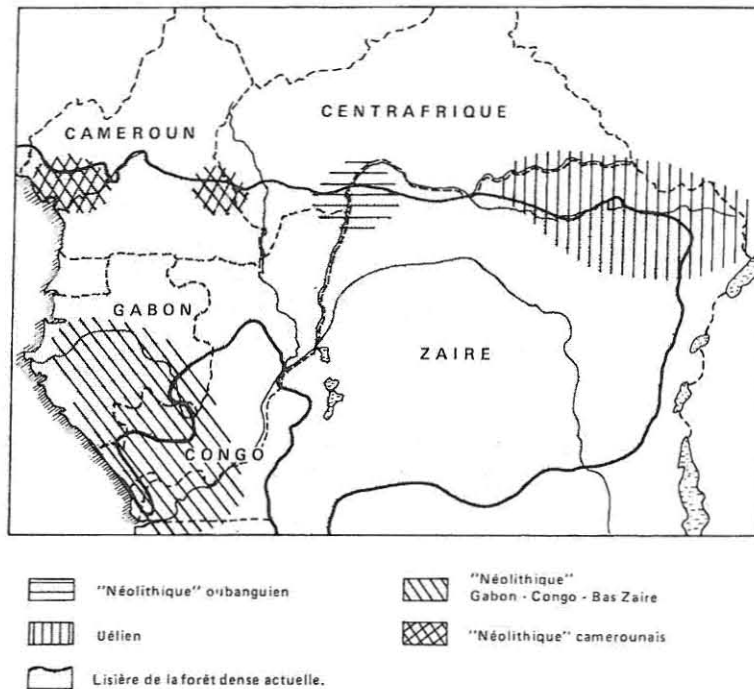 CENTRAFRIQUE
CAMEROUN
GABON
ZAIRE
CONGO
"Néolithique" oubanguien
"Néolithique"
Gabon - Congo - Bas Zaire
Uélien
"Néolithique" camerounais
Lisière de la forêt dense actuelle.